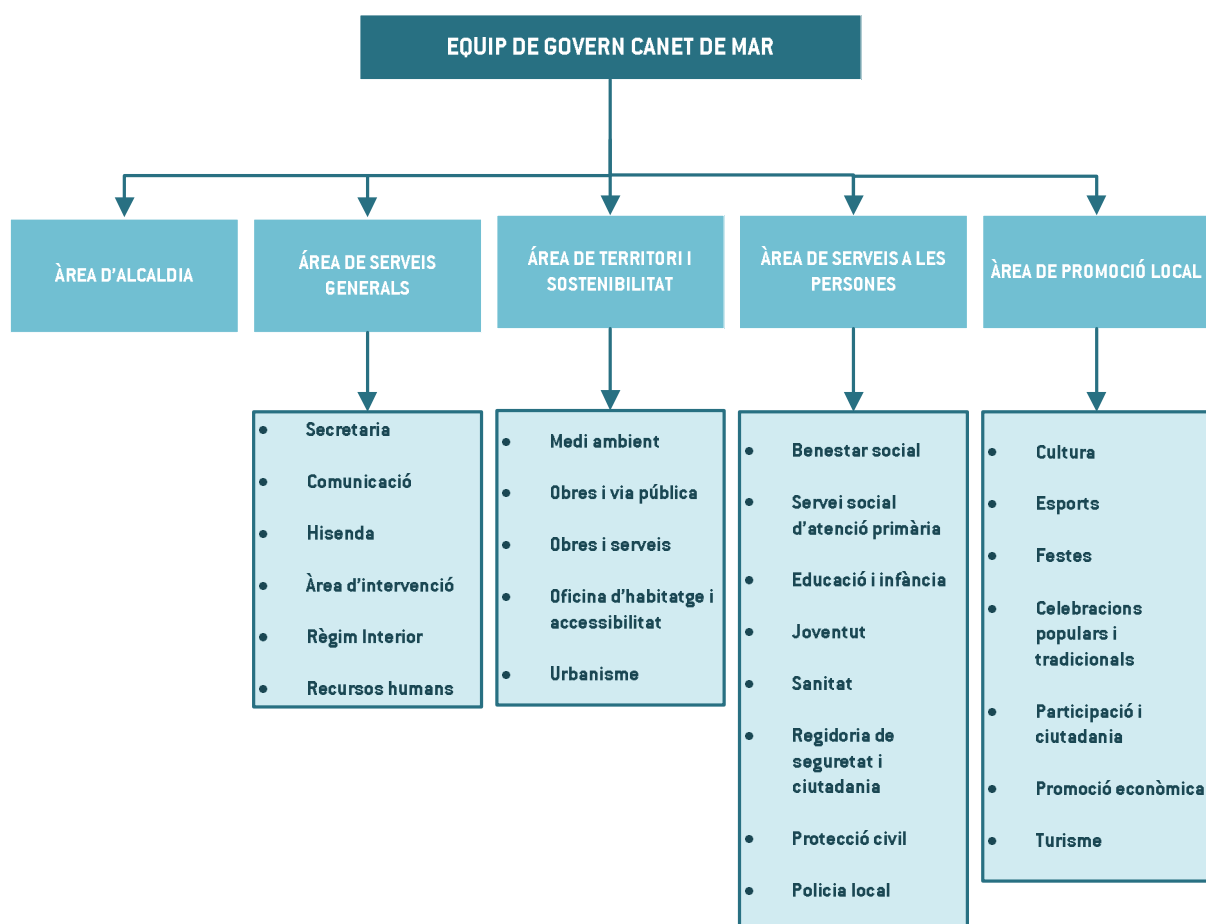 EQUIP DE GOVERN CANET DE MAR
ÀREA D'ALCALDIA
ÁREA DE SERVEIS
GENERALS
ÁREA DE TERRITORI I
SOSTENIBILITAT
ÀREA DE SERVEIS A LES
PERSONES
ÀREA DE PROMOCIÓ LOCAL
• Secretaria
• Comunicació
• Hisenda
• Àrea d'intervenció
• Règim Interior
• Recursos humans
• Medi ambient
• Obres i via pública
• Obres i serveis
• Oficina d'habitatge i
accessibilitat
• Urbanisme
• Benestar social
• Servei social
d'atenció primària
• Educació i infància
• Joventut
• Sanitat
• Regidoria de
seguretat i
ciutadania
• Protecció civil
• Policia local
• Cultura
• Esports
• Festes
• Celebracions
populars i
tradicionals
• Participació i
ciutadania
• Promoció econòmica
• Turisme